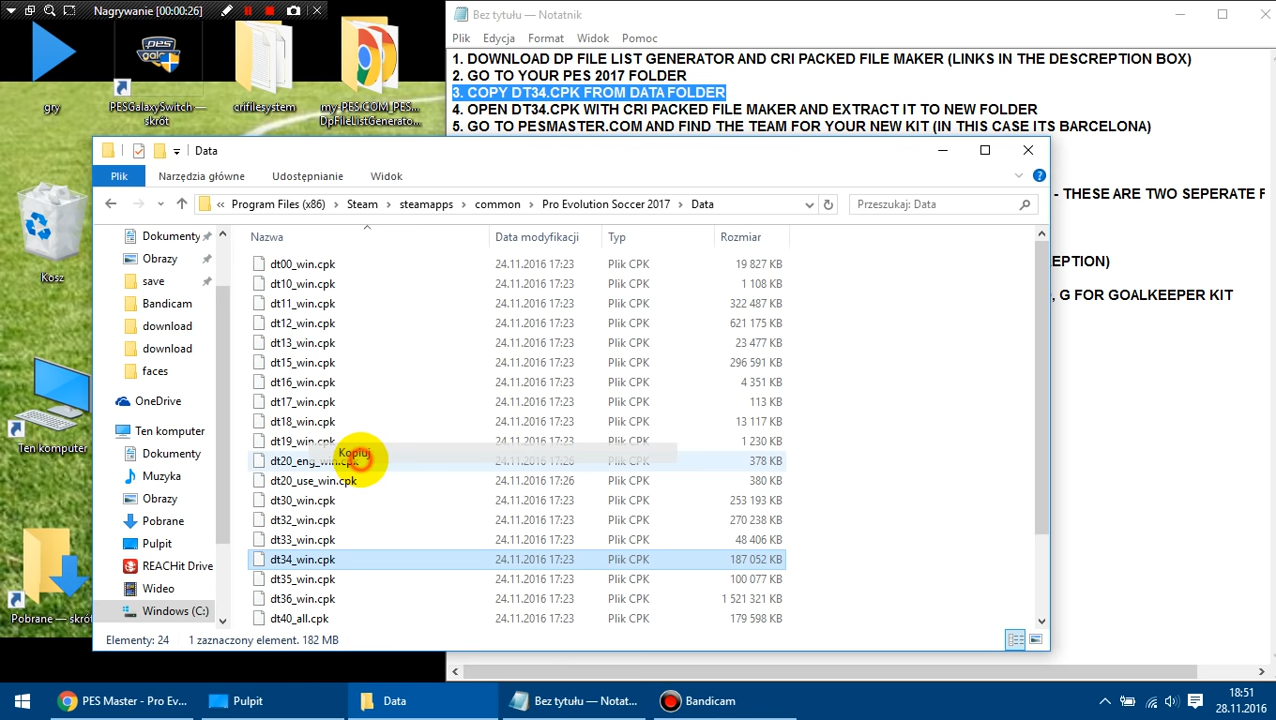 Nagrywanie [00:00:26]
Bez tytułu — Notatnik
Plik Edycja Format Widok Pomoc
1. DOWNLOAD DP FILE LIST GENERATOR AND CRI PACKED FILE MAKER (LINKS IN THE DESCRIPTION BOX)
2. GO TO YOUR PES 2017 FOLDER
3. COPY DT34.CPK FROM DATA FOLDER
4. OPEN DT34.CPK WITH CRI PACKED FILE MAKER AND EXTRACT IT TO NEW FOLDER
5. GO TO PESMASTER.COM AND FIND THE TEAM FOR YOUR NEW KIT (IN THIS CASE ITS BARCELONA)
- THESE ARE TWO SEPERATE F
EPTION)
, G FOR GOALKEEPER KIT
gry
PESGalaxySwitch — skrót
crifilesystem
my-PES.COM PES...
DpFileListGenerato...
Kosz
Ten komputer
Pobrane — skrót
Data
Plik Narzędzia główne Udostępnianie Widok
« Program Files (x86) Steam steamapps common Pro Evolution Soccer 2017 Data
Przeszukaj: Data
Nazwa Data modyfikacji Typ Rozmiar
Dokumenty
Obrazy
save
Bandicam
download
download
faces
OneDrive
Ten komputer
Dokumenty
Muzyka
Obrazy
Pobrane
Pulpit
REACHit Drive
Wideo
Windows (C:)
dt00_win.cpk 24.11.2016 17:23 Plik CPK 19 827 KB
dt10_win.cpk 24.11.2016 17:23 Plik CPK 1 108 KB
dt11_win.cpk 24.11.2016 17:23 Plik CPK 322 487 KB
dt12_win.cpk 24.11.2016 17:23 Plik CPK 621 175 KB
dt13_win.cpk 24.11.2016 17:23 Plik CPK 23 477 KB
dt15_win.cpk 24.11.2016 17:23 Plik CPK 296 591 KB
dt16_win.cpk 24.11.2016 17:23 Plik CPK 4 351 KB
dt17_win.cpk 24.11.2016 17:23 Plik CPK 113 KB
dt18_win.cpk 24.11.2016 17:23 Plik CPK 13 117 KB
dt19_win.cpk 24.11.2016 17:23 Plik CPK 1 230 KB
Kopiuj
dt20_eng_win.cpk 24.11.2016 17:26 Plik CPK 378 KB
dt20_use_win.cpk 24.11.2016 17:26 Plik CPK 380 KB
dt30_win.cpk 24.11.2016 17:23 Plik CPK 253 193 KB
dt32_win.cpk 24.11.2016 17:23 Plik CPK 270 238 KB
dt33_win.cpk 24.11.2016 17:23 Plik CPK 48 406 KB
dt34_win.cpk 24.11.2016 17:23 Plik CPK 187 052 KB
dt35_win.cpk 24.11.2016 17:23 Plik CPK 100 077 KB
dt36_win.cpk 24.11.2016 17:23 Plik CPK 1 521 321 KB
dt40_all.cpk 24.11.2016 17:23 Plik CPK 179 598 KB
Elementy: 24 1 zaznaczony element. 182 MB
PES Master - Pro Ev... Pulpit Data Bez tytułu — Notat... Bandicam
18:51
28.11.2016